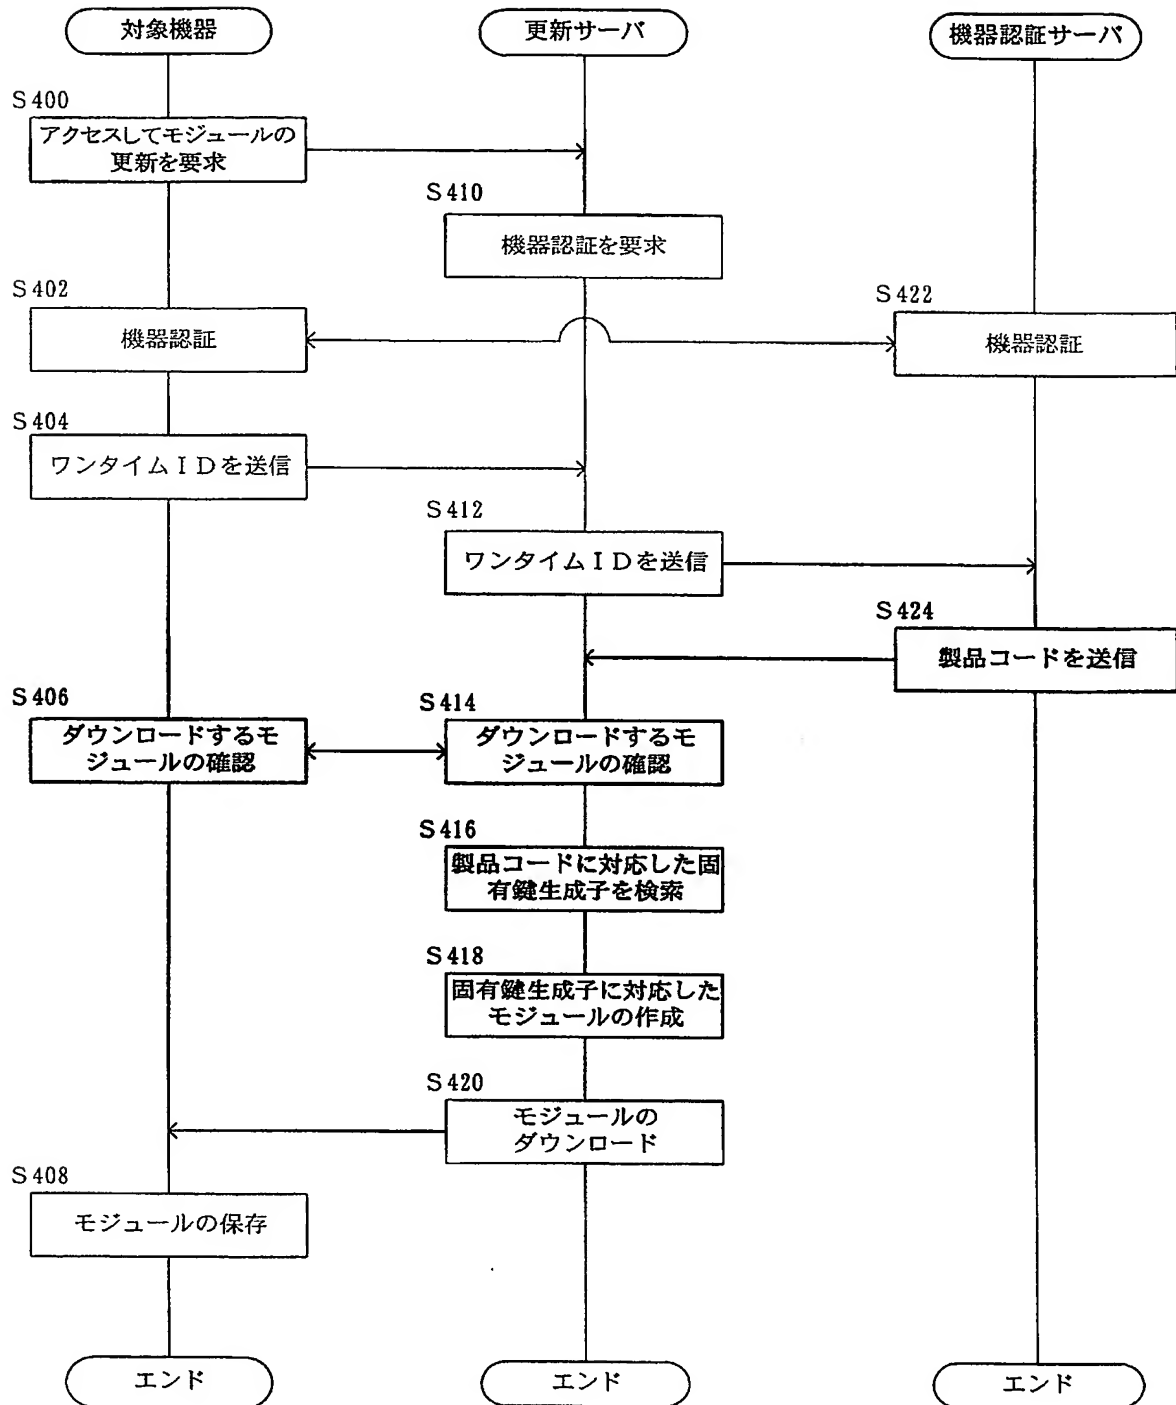 対象機器
更新サーバ
機器認証サーバ
S400
アクセスしてモジュールの
更新を要求
S410
機器認証を要求
S402
機器認証
S422
機器認証
S404
ワンタイムIDを送信
S412
ワンタイムIDを送信
S424
製品コードを送信
S406
ダウンロードするモ
ジュールの確認
S414
ダウンロードするモ
ジュールの確認
S416
製品コードに対応した固
有鍵生成子を検索
S418
固有鍵生成子に対応した
モジュールの作成
S420
モジュールの
ダウンロード
S408
モジュールの保存
エンド
エンド
エンド